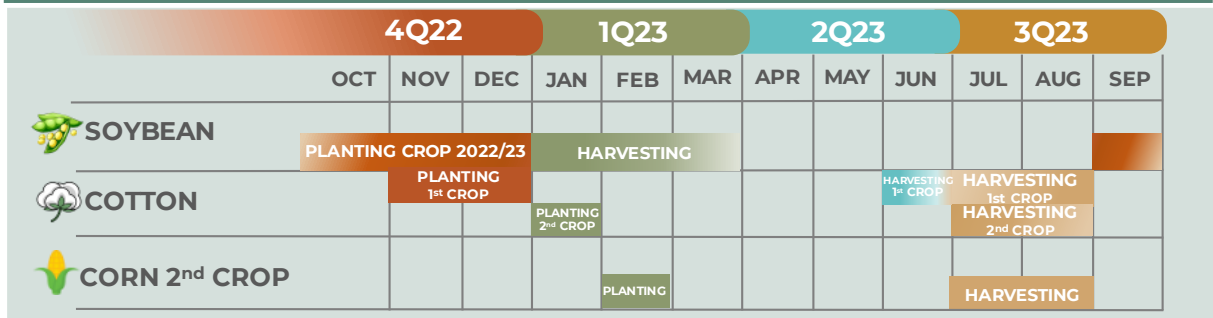 4Q22 1Q23 2Q23 3Q23
OCT NOV DEC JAN FEB MAR APR MAY JUN JUL AUG SEP
SOYBEAN
PLANTING CROP 2022/23 HARVESTING
COTTON
PLANTING
1st CROP
HARVESTING
1st CROP
HARVESTING
1st CROP
PLANTING
2nd CROP
HARVESTING
2nd CROP
CORN 2nd CROP
PLANTING HARVESTING